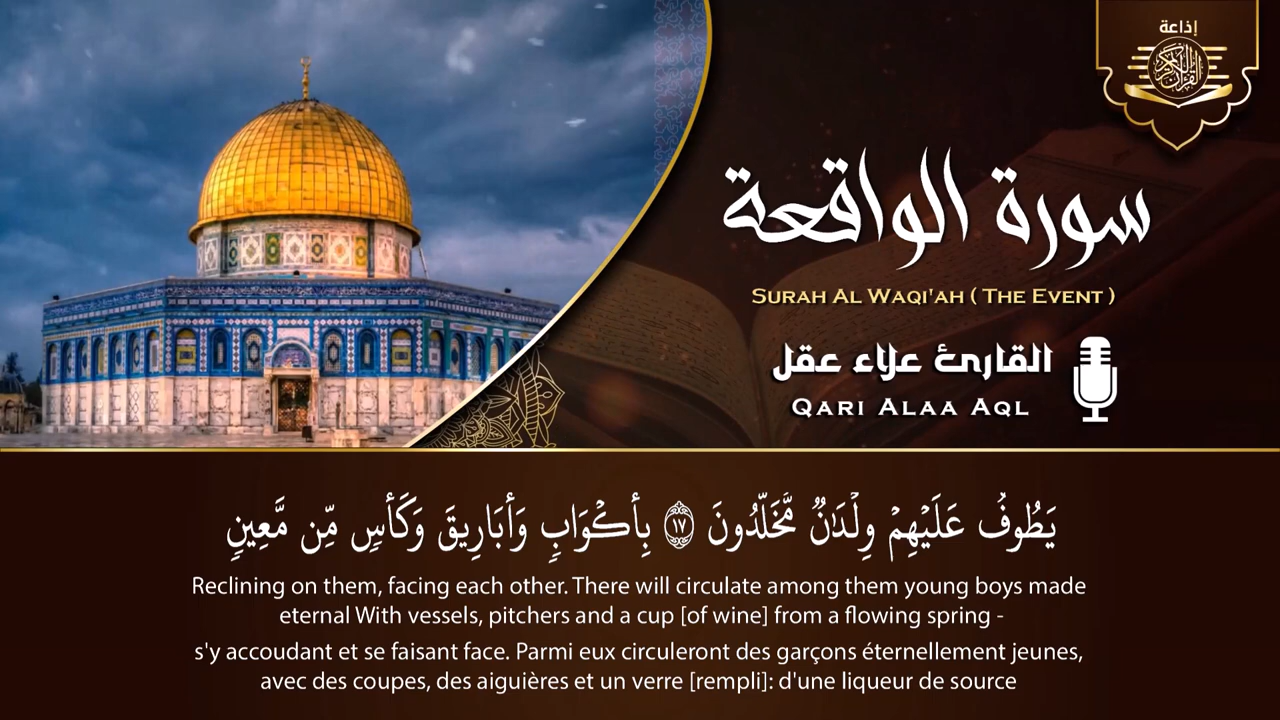 إذاعة
القرآن الكريم
سورة الواقعة
SURAH AL WAQI'AH ( THE EVENT )
القارئ علاء عقل
QARI ALAA AQL
يَطُوفُ عَلَيْهِمْ وِلْدَٰنٌ مُّخَلَّدُونَ ١٧ بِأَكْوَابٍ وَأَبَارِيقَ وَكَأْسٍ مِّن مَّعِينٍ
Reclining on them, facing each other. There will circulate among them young boys made
eternal With vessels, pitchers and a cup [of wine] from a flowing spring -
s'y accoudant et se faisant face. Parmi eux circuleront des garçons éternellement jeunes,
avec des coupes, des aiguières et un verre [rempli]: d'une liqueur de source